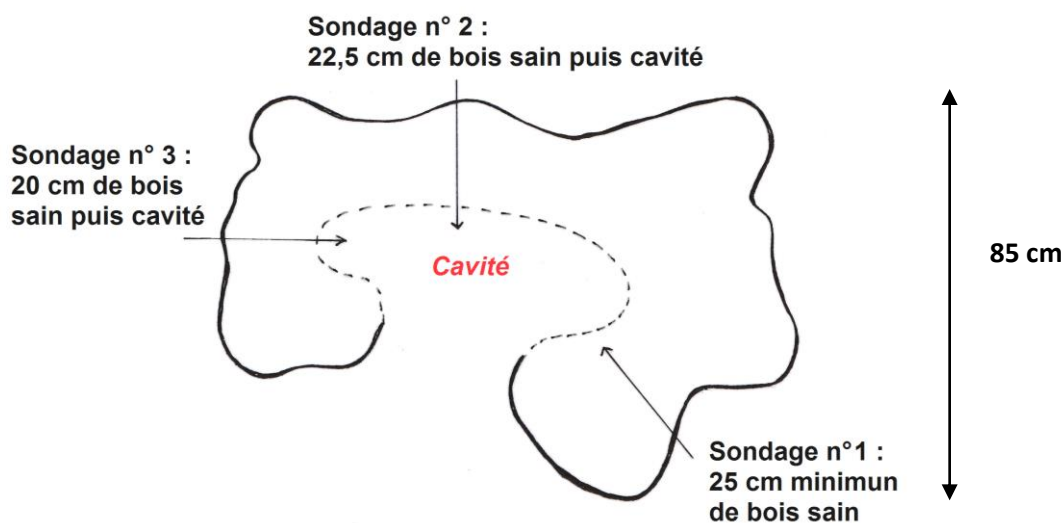 Sondage n° 2 :
22,5 cm de bois sain puis cavité
Sondage n° 3 :
20 cm de bois
sain puis cavité
Cavité
85 cm
Sondage n°1 :
25 cm minimun
de bois sain